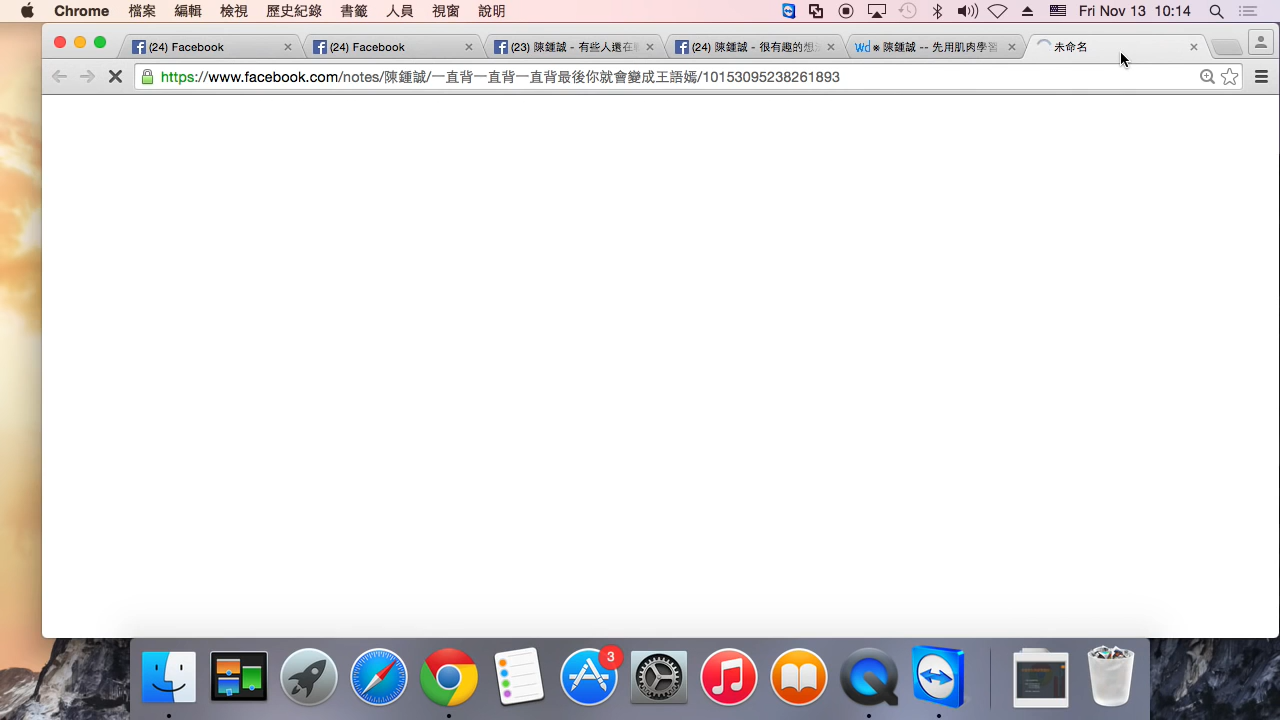 Chrome 檔案 編輯 檢視 歷史紀錄 書籤 人員 視窗 說明 Fri Nov 13 10:14
(24) Facebook
(24) Facebook
(23) 陳鍾誠 - 有些人還在
(24) 陳鍾誠 - 很有趣的想
Wd ※ 陳鍾誠 -- 先用肌肉學習
未命名
https://www.facebook.com/notes/陳鍾誠/一直背一直背一直背最後你就會變成王語嫣/10153095238261893
3